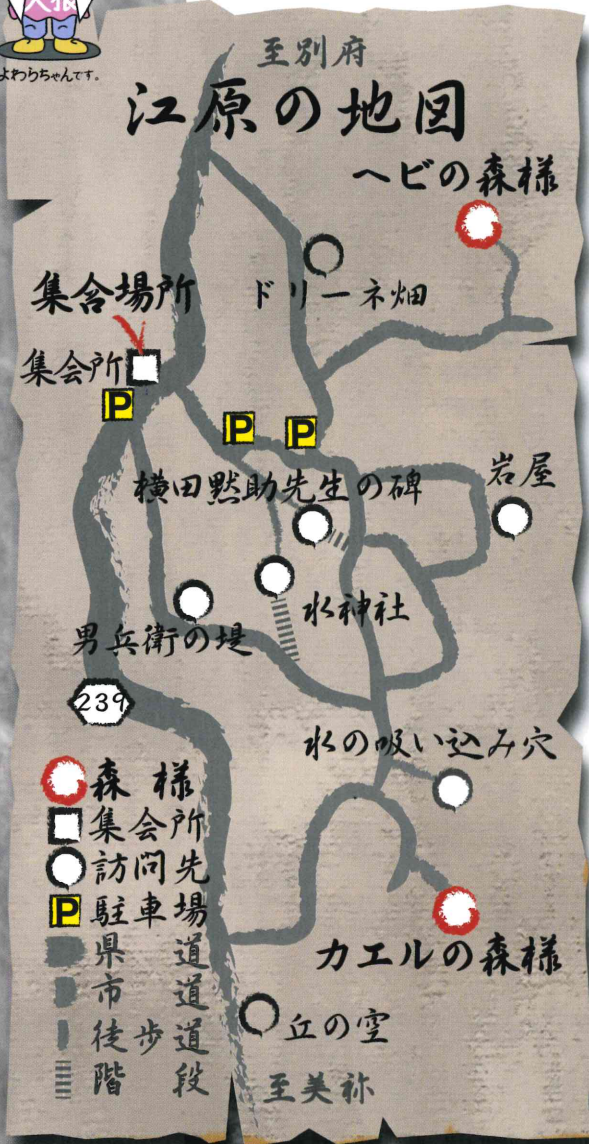 よわらちゃんです。
至別府
江原の地図
ヘビの森様
ドリーネ畑
集合場所
集会所
P
P
P
横田黙助先生の碑
岩屋
水神社
男兵衛の堤
239
水の吸い込み穴
森様
集会所
訪問先
P 駐車場
県道
市道
徒歩道
階段
カエルの森様
丘の空
至美祢